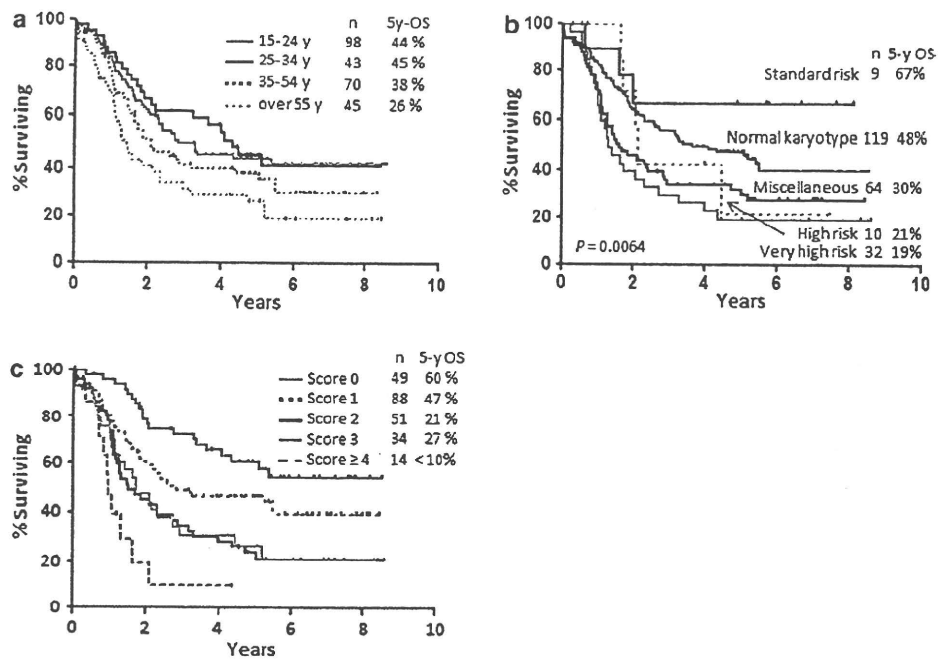 a
n 5y-OS
15-24 y 98 44%
25-34 y 43 45%
35-54 y 70 38%
over 55 y 45 26%
%Surviving
100
80
60
40
20
0
0 2 4 6 8 10
Years
b
n 5-y OS
Standard risk 9 67%
Normal karyotype 119 48%
Miscellaneous 64 30%
High risk 10 21%
Very high risk 32 19%
P = 0.0064
%Surviving
100
80
60
40
20
0
0 2 4 6 8 10
Years
c
n 5-y OS
Score 0 49 60%
Score 1 88 47%
Score 2 51 21%
Score 3 34 27%
Score ≥ 4 14 <10%
%Surviving
100
80
60
40
20
0
0 2 4 6 8 10
Years